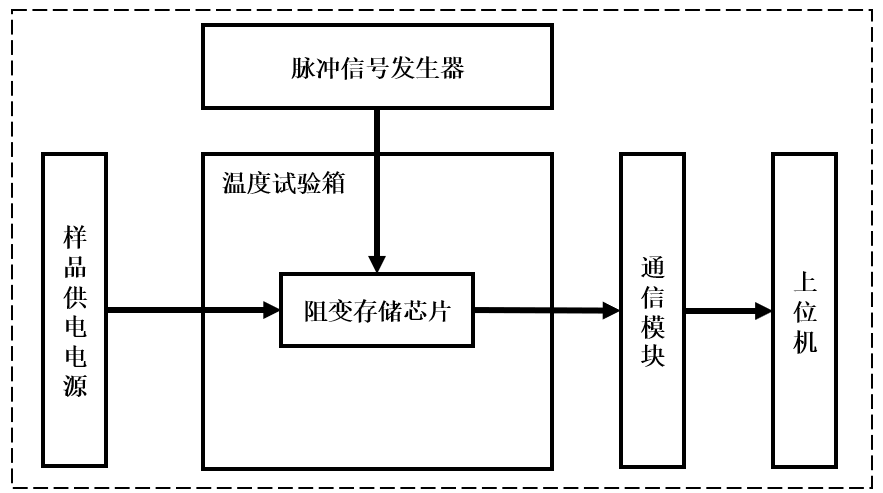 脉冲信号发生器
温度试验箱
样品供电电源
阻变存储芯片
通信模块
上位机